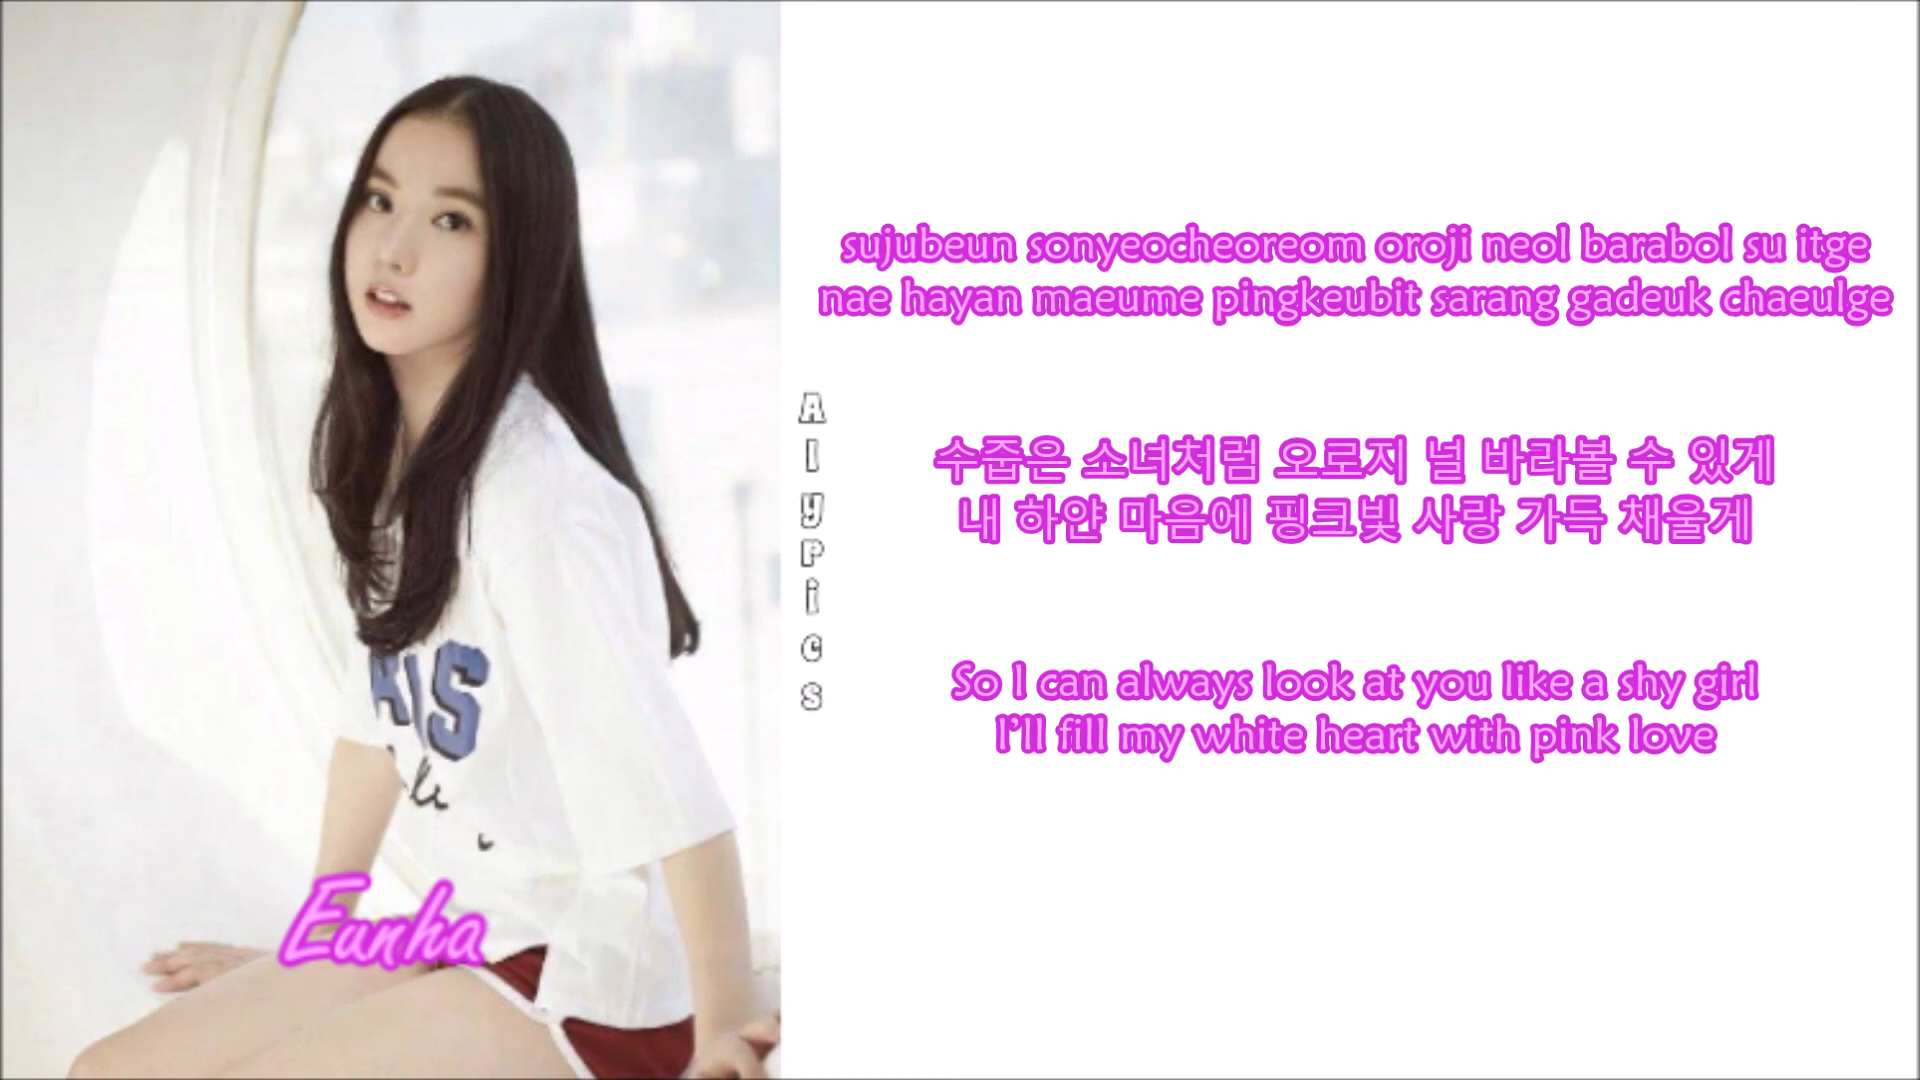 sujubeun sonyeocheoreom oroji neol barabol su itge
nae hayan maeume pingkeubit sarang gadeuk chaeulge
수줍은 소녀처럼 오로지 널 바라볼 수 있게
내 하얀 마음에 핑크빛 사랑 가득 채울게
So I can always look at you like a shy girl
I'll fill my white heart with pink love
AlyPics
Eunha